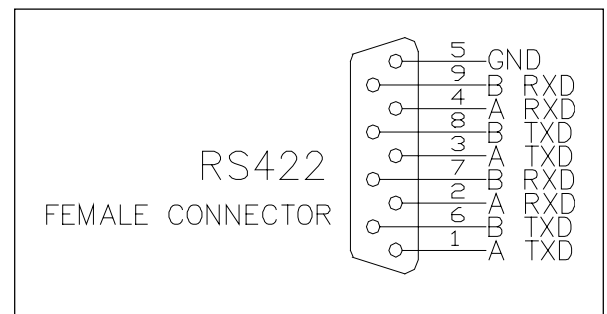 5 GND
9 B RXD
4 A RXD
8 B TXD
3 A TXD
7 B RXD
2 A RXD
6 B TXD
1 A TXD
RS422
FEMALE CONNECTOR